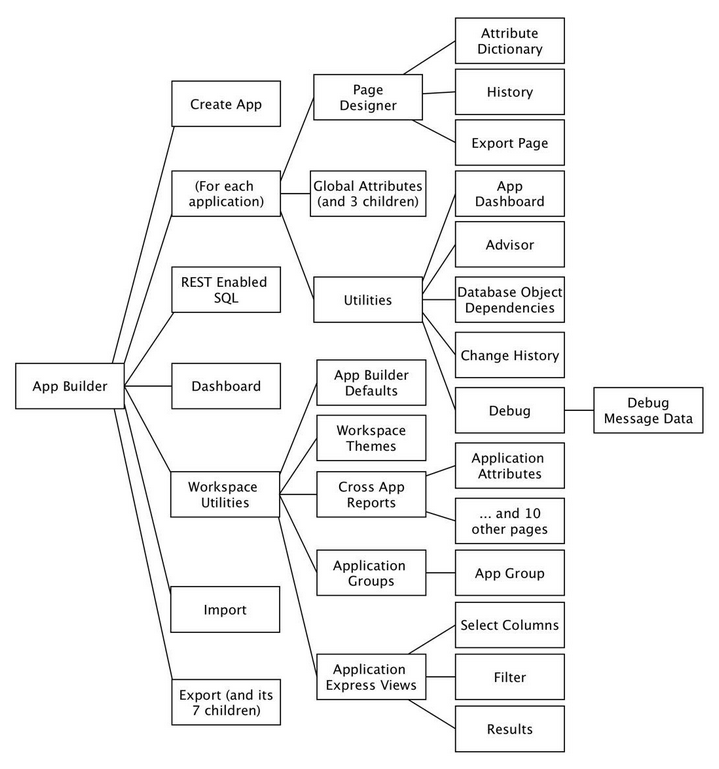 App Builder
Create App
(For each
application)
REST Enabled
SQL
Dashboard
Workspace
Utilities
Import
Export (and its
7 children)
Page
Designer
Global Attributes
(and 3 children)
Utilities
App Builder
Defaults
Workspace
Themes
Cross App
Reports
Application
Groups
Application
Express Views
Attribute
Dictionary
History
Export Page
App
Dashboard
Advisor
Database Object
Dependencies
Change History
Debug
Application
Attributes
... and 10
other pages
App Group
Select Columns
Filter
Results
Debug
Message Data